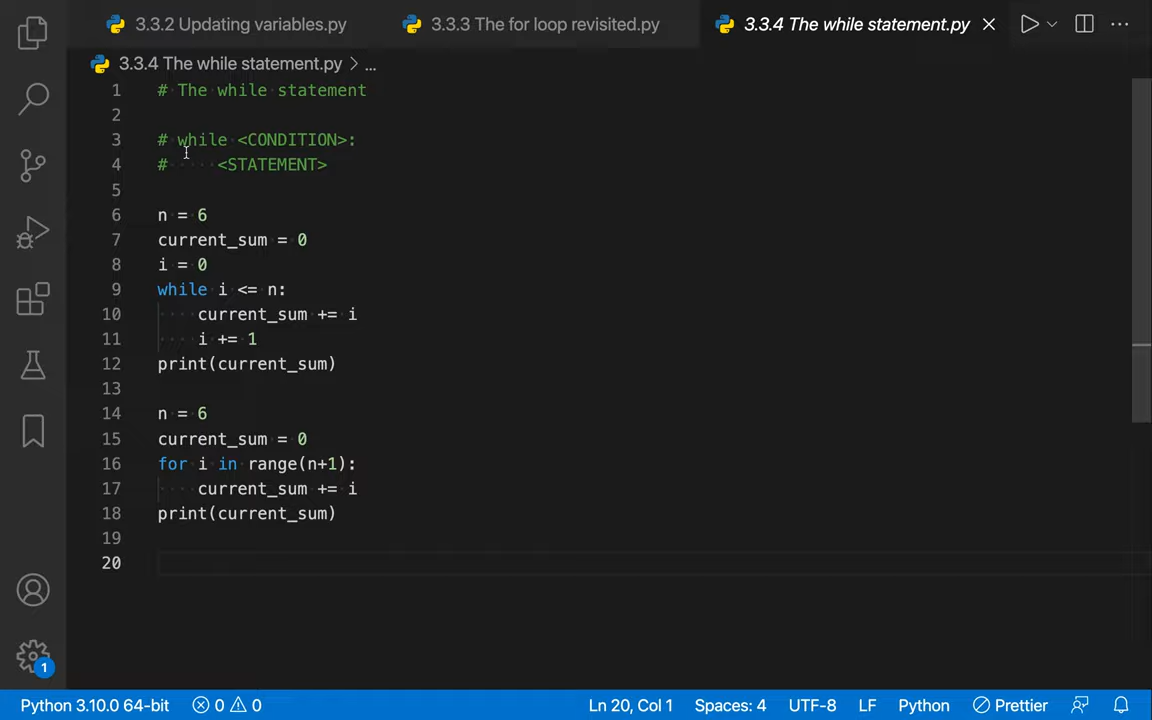 3.3.2 Updating variables.py
3.3.3 The for loop revisited.py
3.3.4 The while statement.py
3.3.4 The while statement.py > ...
1 # The while statement
2
3 # while <CONDITION>:
4 #     <STATEMENT>
5
6 n = 6
7 current_sum = 0
8 i = 0
9 while i <= n:
10     current_sum += i
11     i += 1
12 print(current_sum)
13
14 n = 6
15 current_sum = 0
16 for i in range(n+1):
17     current_sum += i
18 print(current_sum)
19
20
1
Python 3.10.0 64-bit 0 0 Ln 20, Col 1 Spaces: 4 UTF-8 LF Python Prettier